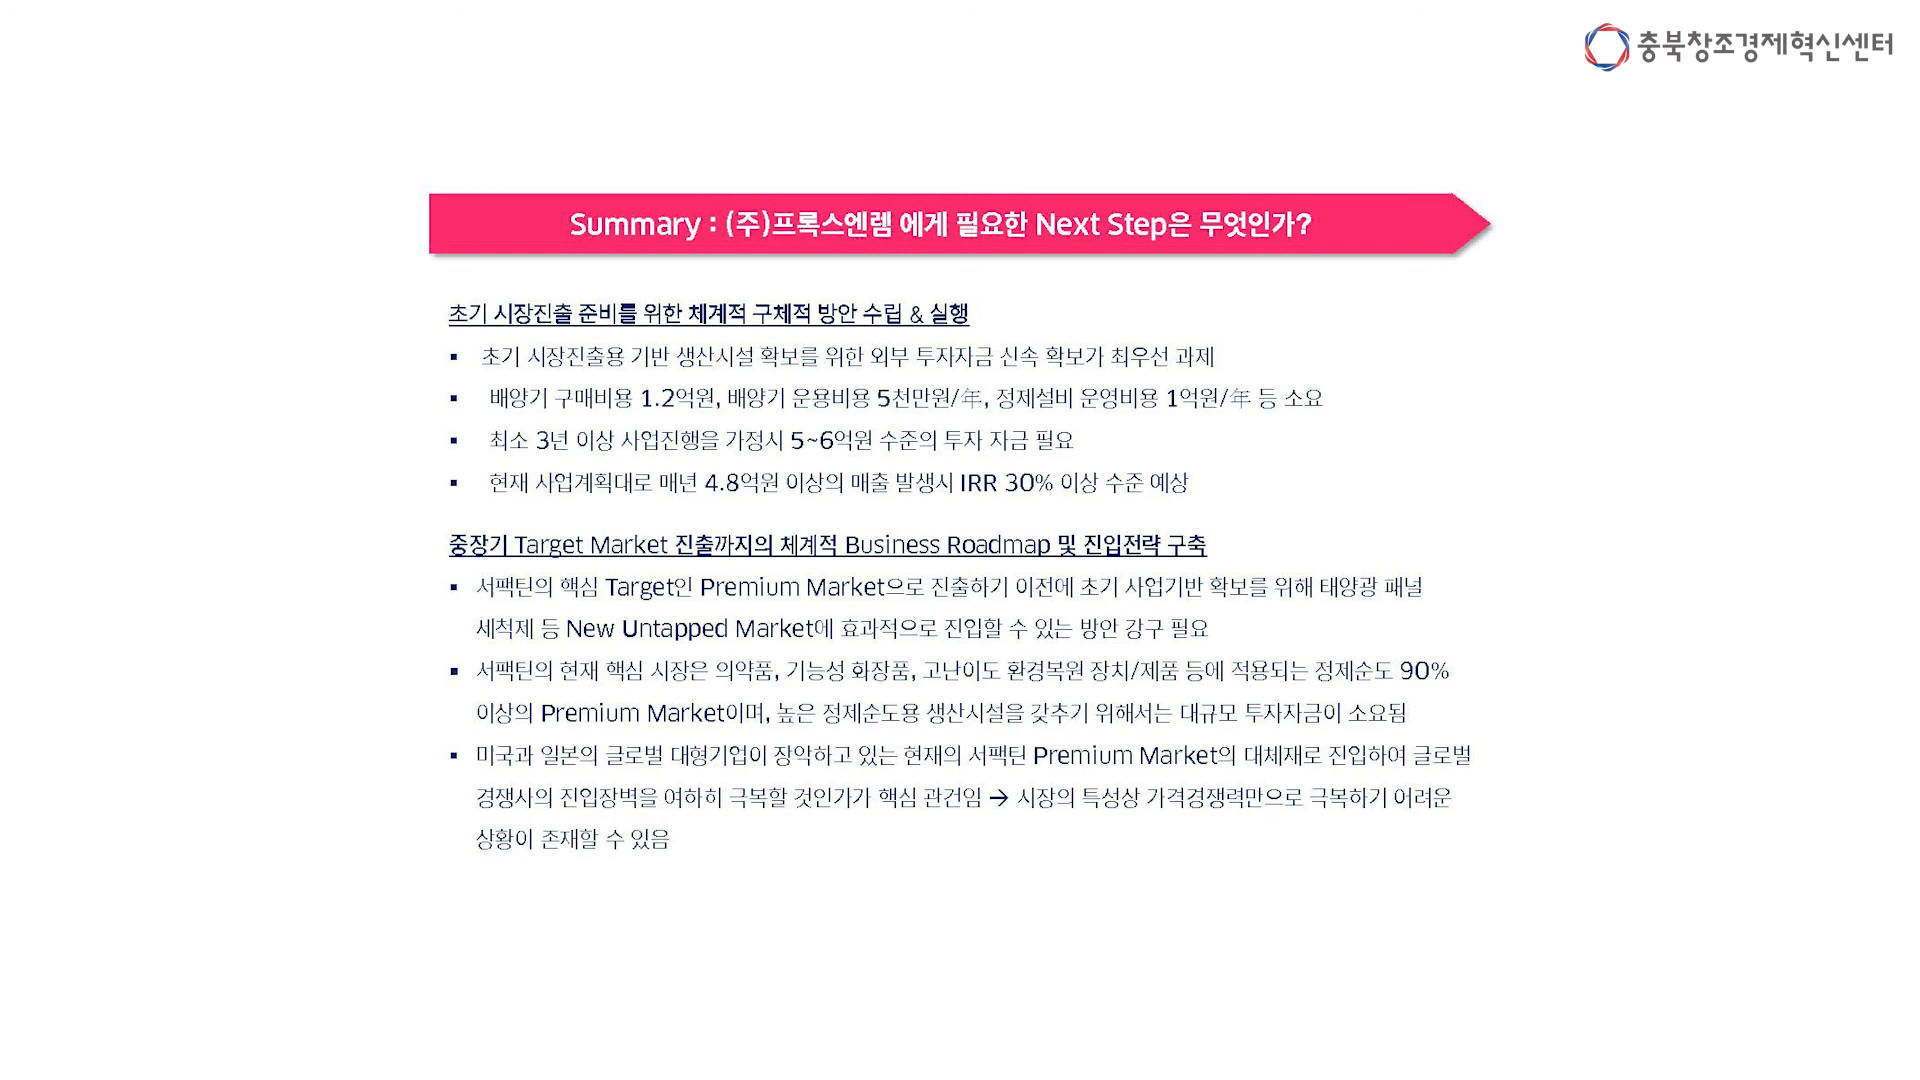 충북창조경제혁신센터
Summary : (주)프록스엔렘 에게 필요한 Next Step은 무엇인가?
초기 시장진출 준비를 위한 체계적 구체적 방안 수립 & 실행
▪ 초기 시장진출용 기반 생산시설 확보를 위한 외부 투자자금 신속 확보가 최우선 과제
▪ 배양기 구매비용 1.2억원, 배양기 운용비용 5천만원/年, 정제설비 운영비용 1억원/年 등 소요
▪ 최소 3년 이상 사업진행을 가정시 5~6억원 수준의 투자 자금 필요
▪ 현재 사업계획대로 매년 4.8억원 이상의 매출 발생시 IRR 30% 이상 수준 예상
중장기 Target Market 진출까지의 체계적 Business Roadmap 및 진입전략 구축
▪ 서팩틴의 핵심 Target인 Premium Market으로 진출하기 이전에 초기 사업기반 확보를 위해 태양광 패널
세척제 등 New Untapped Market에 효과적으로 진입할 수 있는 방안 강구 필요
▪ 서팩틴의 현재 핵심 시장은 의약품, 기능성 화장품, 고난이도 환경복원 장치/제품 등에 적용되는 정제순도 90%
이상의 Premium Market이며, 높은 정제순도용 생산시설을 갖추기 위해서는 대규모 투자자금이 소요됨
▪ 미국과 일본의 글로벌 대형기업이 장악하고 있는 현재의 서팩틴 Premium Market의 대체재로 진입하여 글로벌
경쟁사의 진입장벽을 여하히 극복할 것인가가 핵심 관건임 → 시장의 특성상 가격경쟁력만으로 극복하기 어려운
상황이 존재할 수 있음